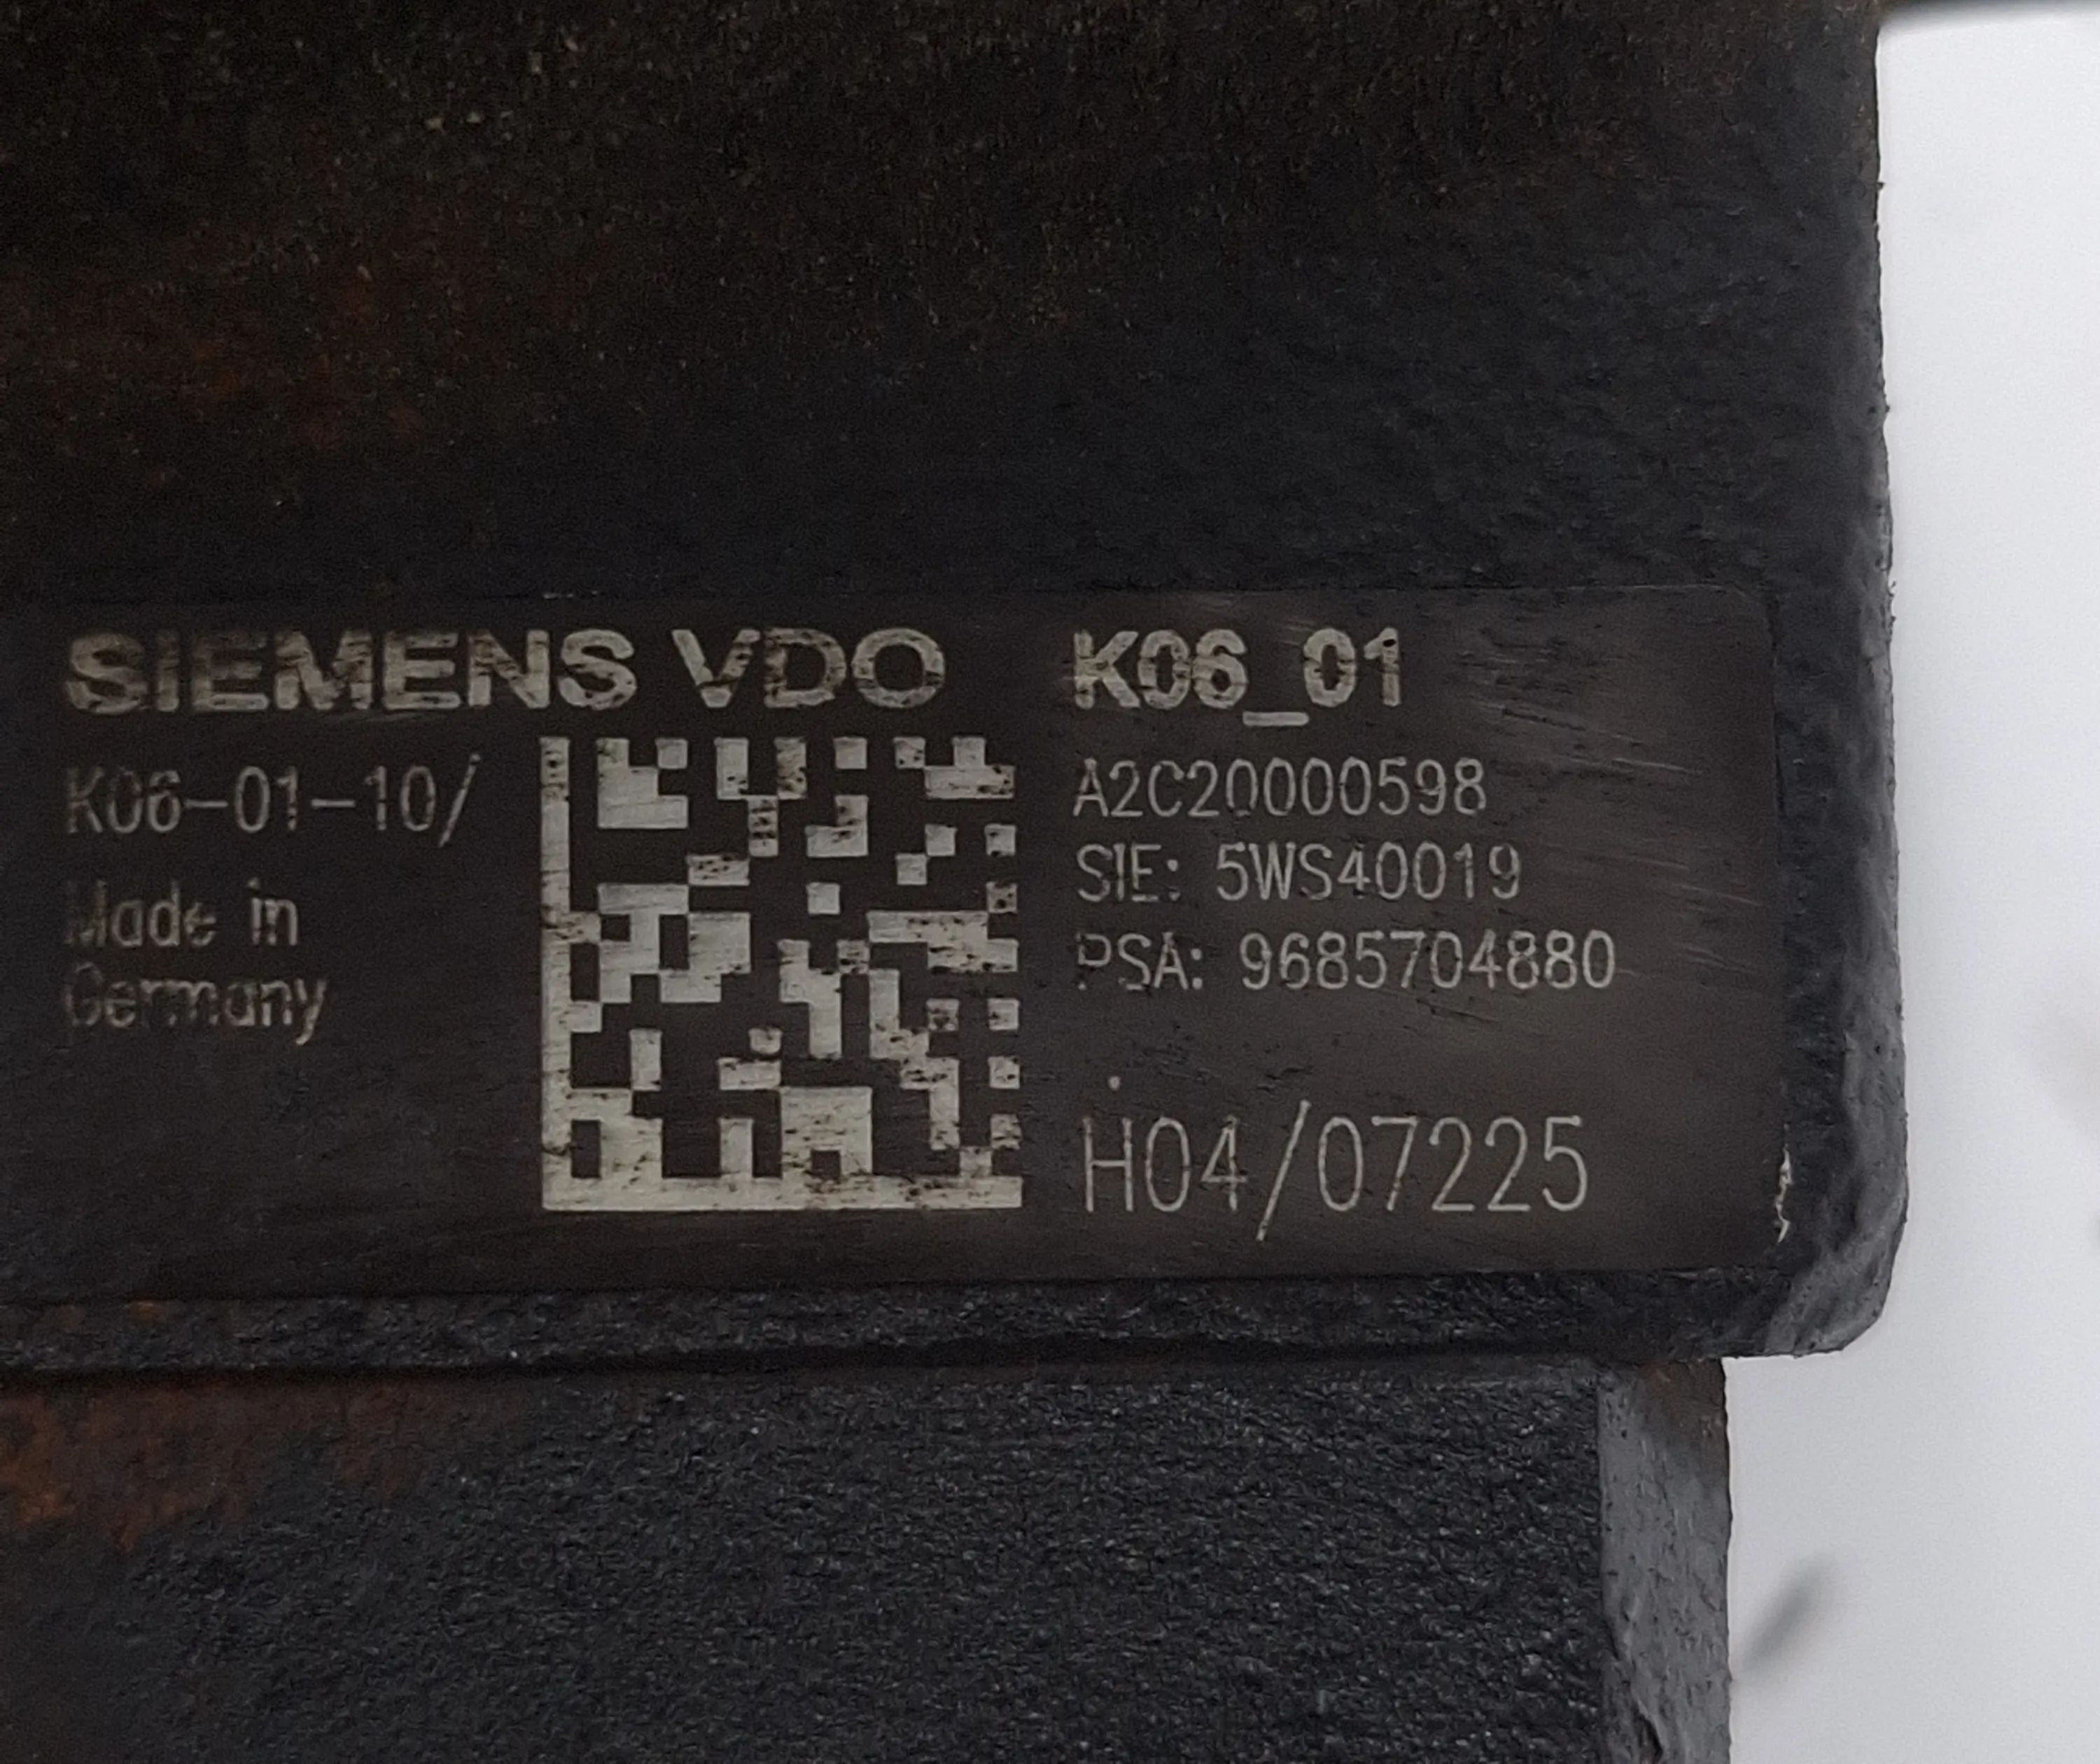 SIEMENS VDO K06_01
K06-01-10/
Made in
Germany
A2C20000598
SIE: 5WS40019
PSA: 9685704880
H04/07225